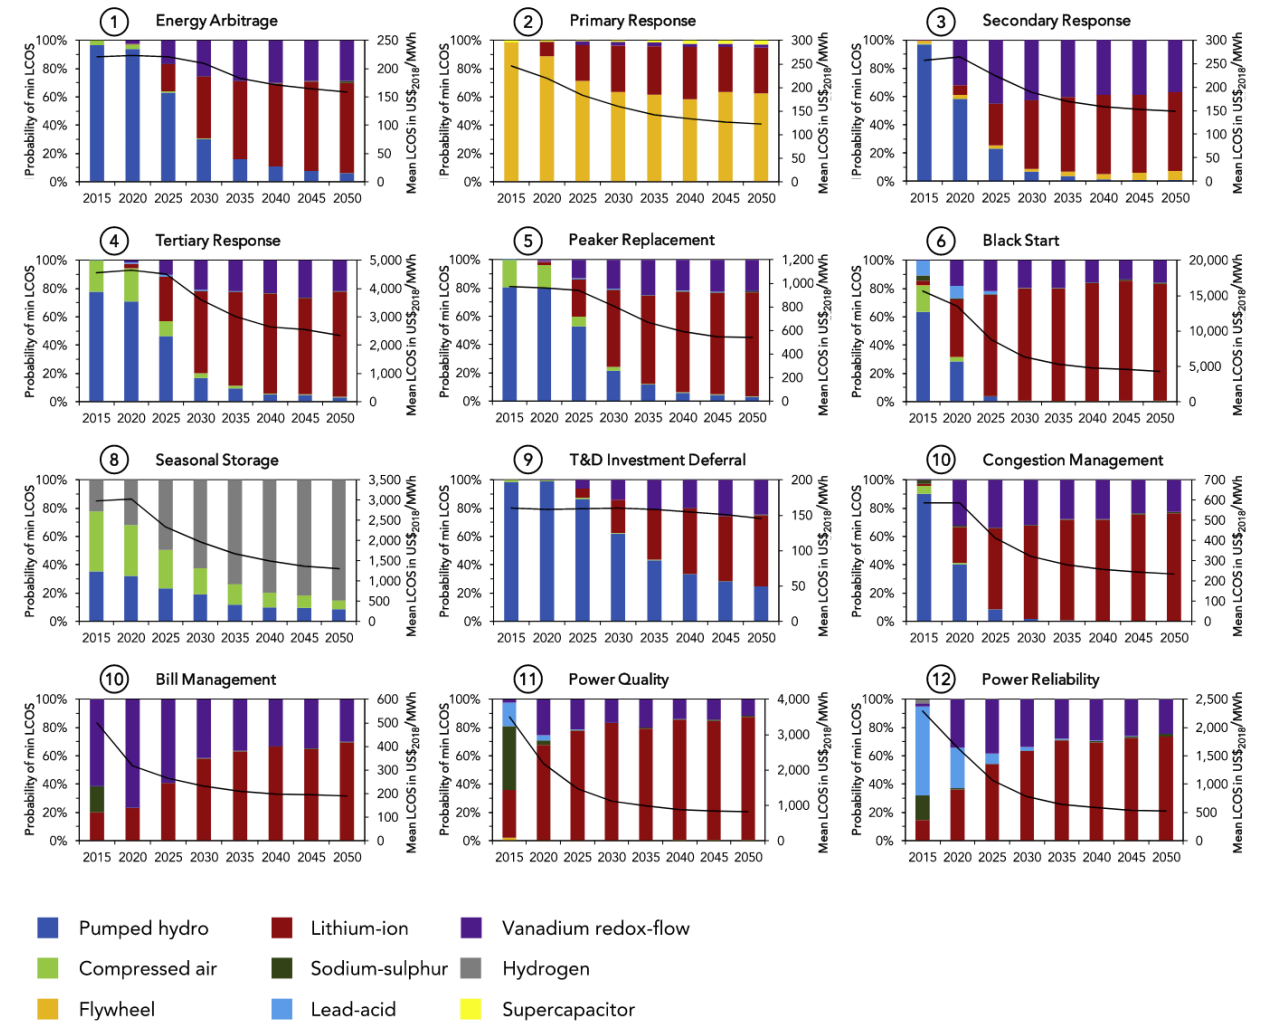 1 Energy Arbitrage
Probability of min LCOS
100%
80%
60%
40%
20%
0%
250
200
150
100
50
0
Mean LCOS in US$2018/MWh
2015 2020 2025 2030 2035 2040 2045 2050
2 Primary Response
Probability of min LCOS
100%
80%
60%
40%
20%
0%
300
250
200
150
100
50
0
Mean LCOS in US$2018/MWh
2015 2020 2025 2030 2035 2040 2045 2050
3 Secondary Response
Probability of min LCOS
100%
80%
60%
40%
20%
0%
300
250
200
150
100
50
0
Mean LCOS in US$2018/MWh
2015 2020 2025 2030 2035 2040 2045 2050
4 Tertiary Response
Probability of min LCOS
100%
80%
60%
40%
20%
0%
5,000
4,000
3,000
2,000
1,000
0
Mean LCOS in US$2018/MWh
2015 2020 2025 2030 2035 2040 2045 2050
5 Peaker Replacement
Probability of min LCOS
100%
80%
60%
40%
20%
0%
1,200
1,000
800
600
400
200
0
Mean LCOS in US$2018/MWh
2015 2020 2025 2030 2035 2040 2045 2050
6 Black Start
Probability of min LCOS
100%
80%
60%
40%
20%
0%
20,000
15,000
10,000
5,000
0
Mean LCOS in US$2018/MWh
2015 2020 2025 2030 2035 2040 2045 2050
8 Seasonal Storage
Probability of min LCOS
100%
80%
60%
40%
20%
0%
3,500
3,000
2,500
2,000
1,500
1,000
500
0
Mean LCOS in US$2018/MWh
2015 2020 2025 2030 2035 2040 2045 2050
9 T&D Investment Deferral
Probability of min LCOS
100%
80%
60%
40%
20%
0%
200
150
100
50
0
Mean LCOS in US$2018/MWh
2015 2020 2025 2030 2035 2040 2045 2050
10 Congestion Management
Probability of min LCOS
100%
80%
60%
40%
20%
0%
700
600
500
400
300
200
100
0
Mean LCOS in US$2018/MWh
2015 2020 2025 2030 2035 2040 2045 2050
10 Bill Management
Probability of min LCOS
100%
80%
60%
40%
20%
0%
600
500
400
300
200
100
0
Mean LCOS in US$2018/MWh
2015 2020 2025 2030 2035 2040 2045 2050
11 Power Quality
Probability of min LCOS
100%
80%
60%
40%
20%
0%
4,000
3,000
2,000
1,000
0
Mean LCOS in US$2018/MWh
2015 2020 2025 2030 2035 2040 2045 2050
12 Power Reliability
Probability of min LCOS
100%
80%
60%
40%
20%
0%
2,500
2,000
1,500
1,000
500
0
Mean LCOS in US$2018/MWh
2015 2020 2025 2030 2035 2040 2045 2050
Pumped hydro Lithium-ion Vanadium redox-flow
Compressed air Sodium-sulphur Hydrogen
Flywheel Lead-acid Supercapacitor